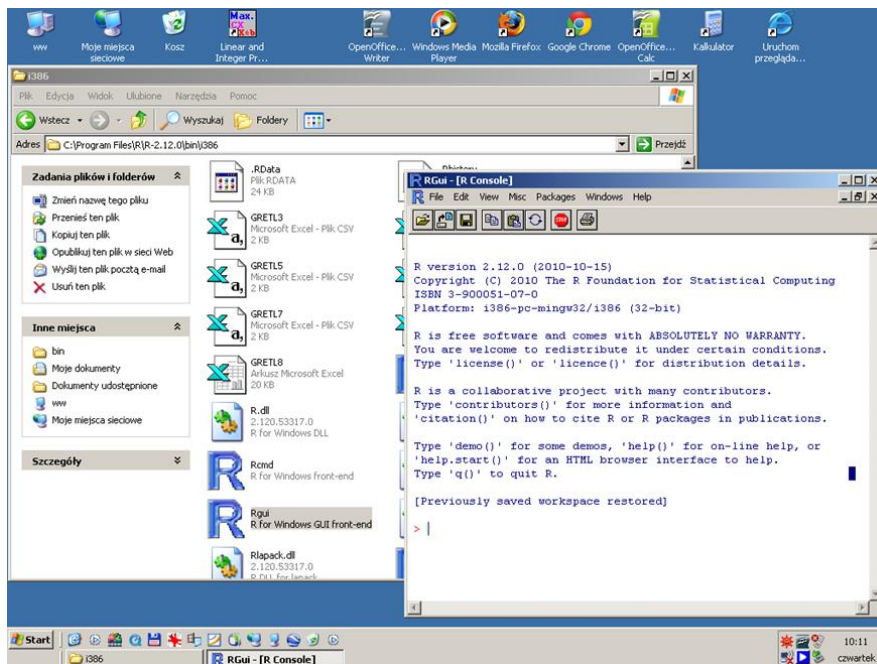 www
Moje miejsca sieciowe
Kosz
Linear and Integer Pr...
OpenOffice... Writer
Windows Media Player
Mozilla Firefox
Google Chrome
OpenOffice... Calc
Kalkulator
Uruchom przegląda...
i386
Plik Edycja Widok Ulubione Narzędzia Pomoc
Wstecz Wyszukaj Foldery
Adres C:\Program Files\R\R-2.12.0\bin\i386 Przejdź
Zadania plików i folderów
Zmień nazwę tego pliku
Przenieś ten plik
Kopiuj ten plik
Opublikuj ten plik w sieci Web
Wyślij ten plik pocztą e-mail
Usuń ten plik
Inne miejsca
bin
Moje dokumenty
Dokumenty udostępnione
www
Moje miejsca sieciowe
Szczegóły
.RData
Plik RDATA
24 KB
GRETL3
Microsoft Excel - Plik CSV
2 KB
GRETL5
Microsoft Excel - Plik CSV
2 KB
GRETL7
Microsoft Excel - Plik CSV
2 KB
GRETL8
Arkusz Microsoft Excel
20 KB
R.dll
2.120.53317.0
R for Windows DLL
Rcmd
R for Windows front-end
Rgui
R for Windows GUI front-end
Rlapack.dll
2.120.53317.0
R DLL for lapack
RGui - [R Console]
File Edit View Misc Packages Windows Help
STOP
R version 2.12.0 (2010-10-15)
Copyright (C) 2010 The R Foundation for Statistical Computing
ISBN 3-900051-07-0
Platform: i386-pc-mingw32/i386 (32-bit)
R is free software and comes with ABSOLUTELY NO WARRANTY.
You are welcome to redistribute it under certain conditions.
Type 'license()' or 'licence()' for distribution details.
R is a collaborative project with many contributors.
Type 'contributors()' for more information and
'citation()' on how to cite R or R packages in publications.
Type 'demo()' for some demos, 'help()' for on-line help, or
'help.start()' for an HTML browser interface to help.
Type 'q()' to quit R.
[Previously saved workspace restored]
>
Start
10:11
i386
RGui - [R Console]
czwartek